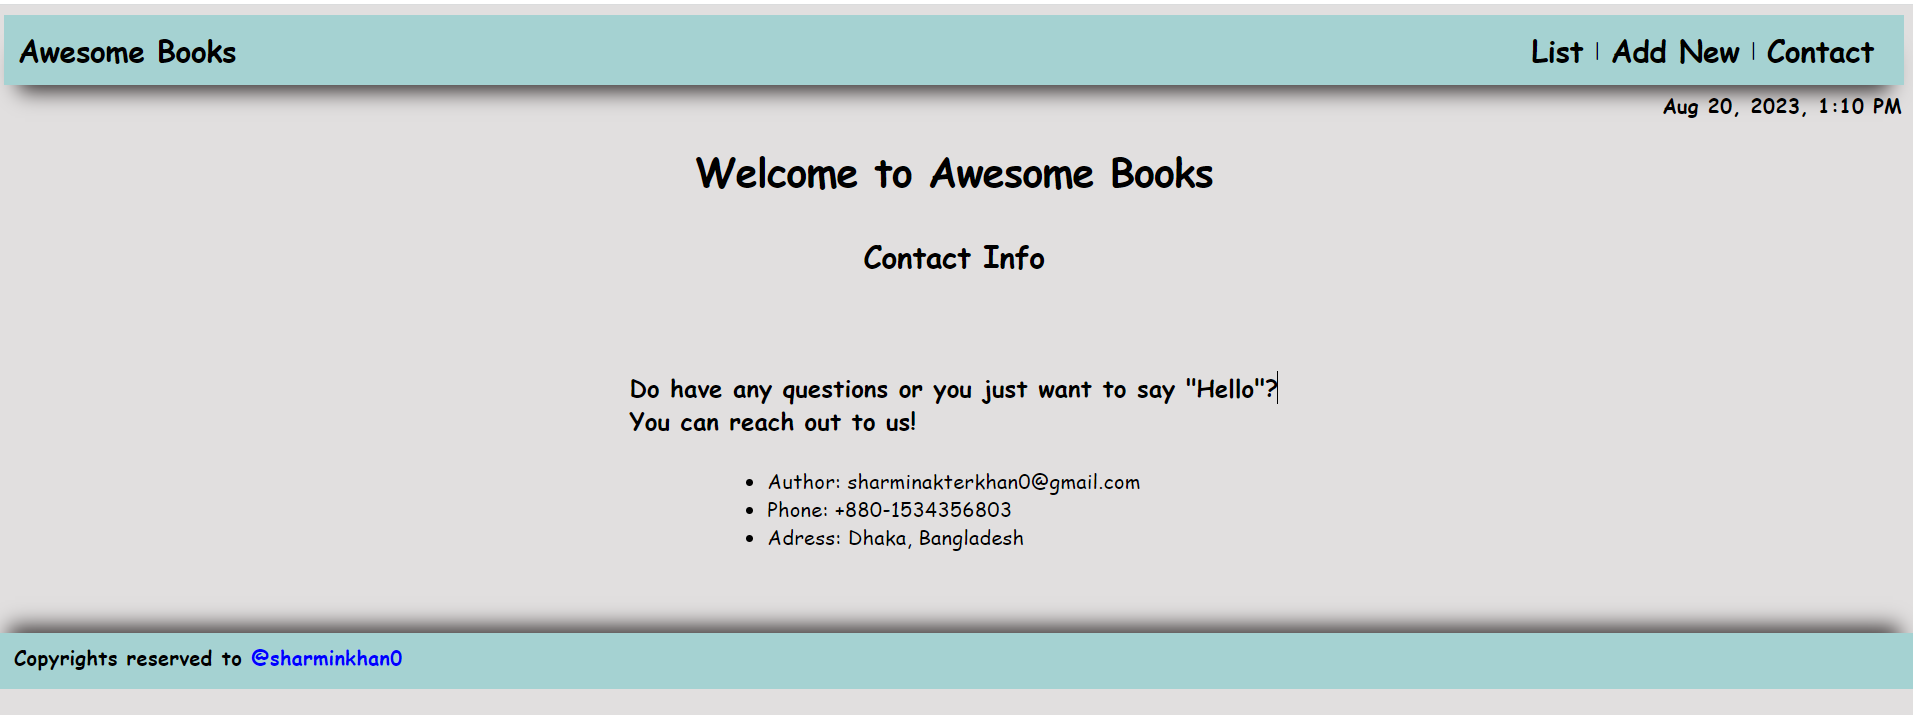 Awesome Books
List | Add New | Contact
Aug 20, 2023, 1:10 PM
Welcome to Awesome Books
Contact Info
Do have any questions or you just want to say "Hello"?
You can reach out to us!
• Author: sharminakterkhan0@gmail.com
• Phone: +880-1534356803
• Adress: Dhaka, Bangladesh
Copyrights reserved to @sharminkhan0